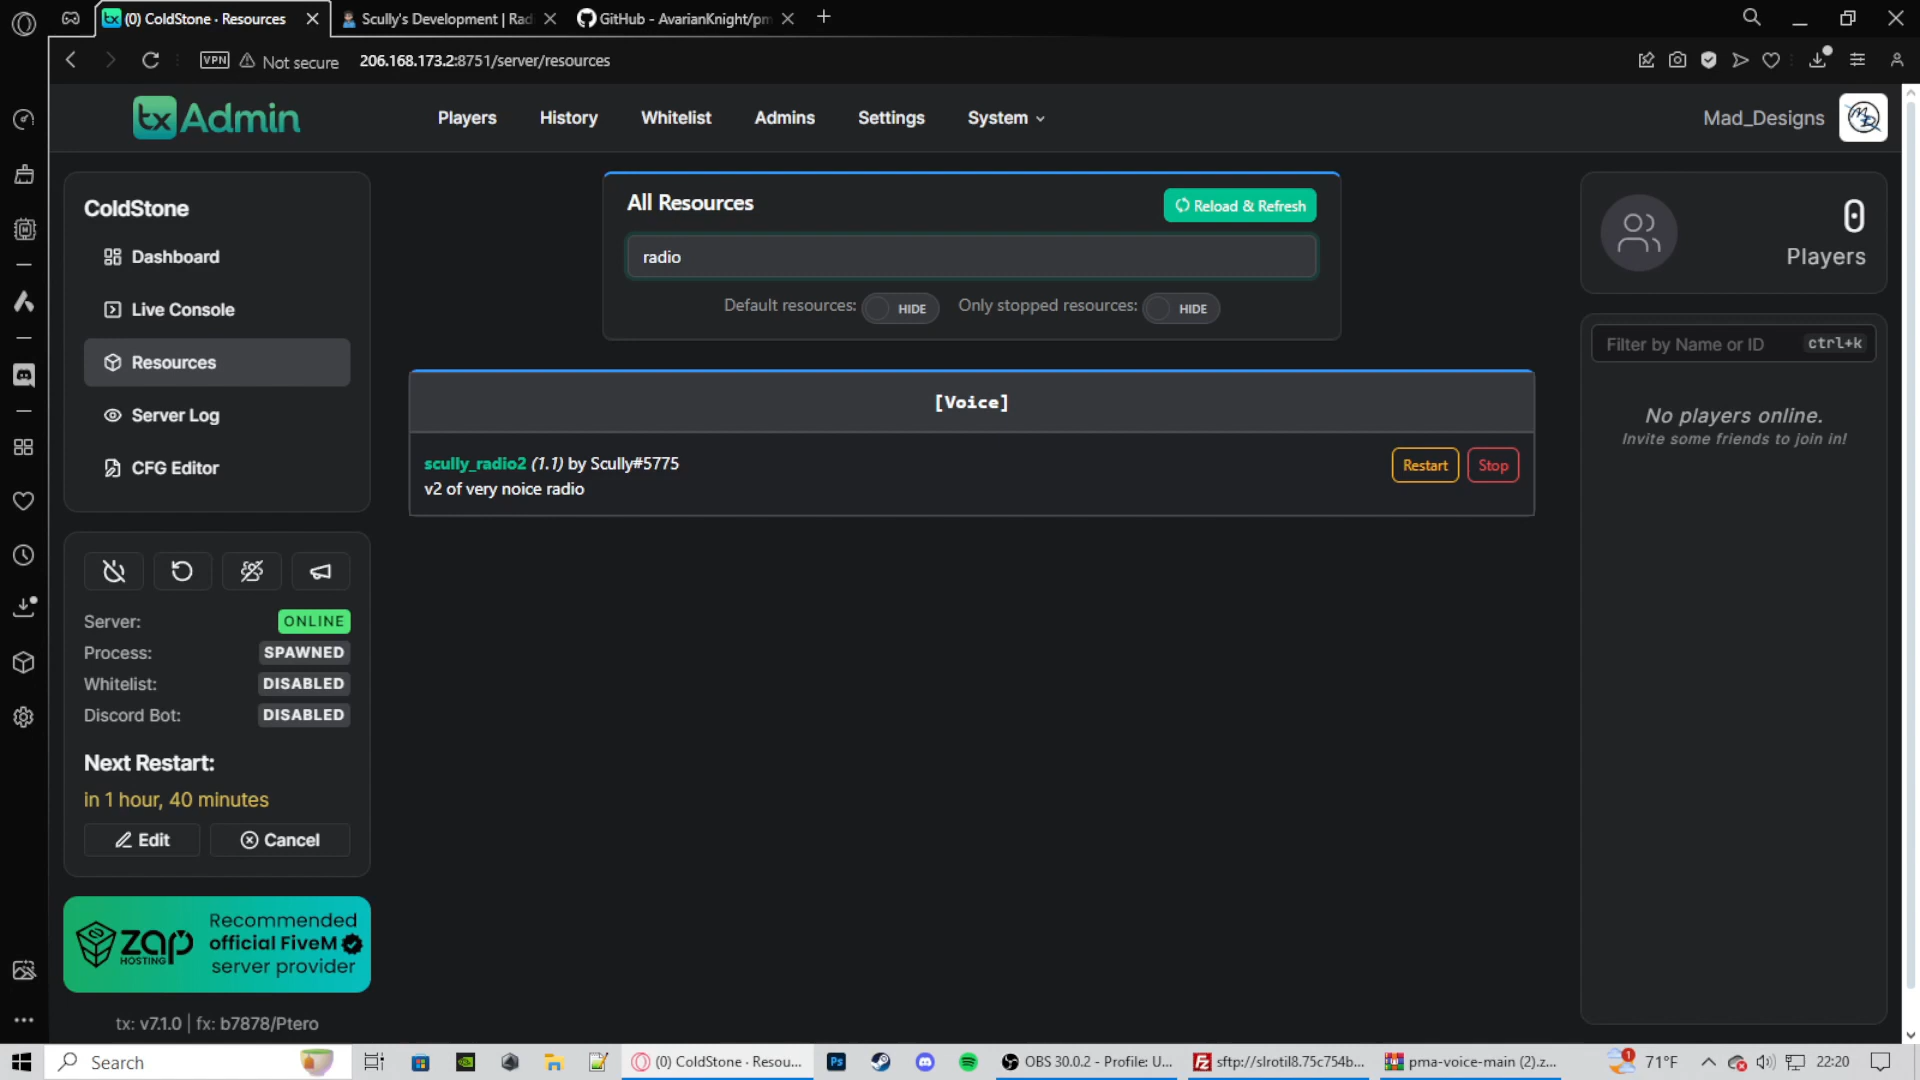 (0) ColdStone · Resources
Scully's Development | Rad
GitHub - AvarianKnight/pm
VPN
Not secure
206.168.173.2:8751/server/resources
tx Admin
Players
History
Whitelist
Admins
Settings
System
Mad_Designs
ColdStone
Dashboard
Live Console
Resources
Server Log
CFG Editor
All Resources
Reload & Refresh
radio
Default resources:
HIDE
Only stopped resources:
HIDE
[Voice]
scully_radio2 (1.1) by Scully#5775
v2 of very noice radio
Restart
Stop
0
Players
Filter by Name or ID
ctrl+k
No players online.
Invite some friends to join in!
Server:
ONLINE
Process:
SPAWNED
Whitelist:
DISABLED
Discord Bot:
DISABLED
Next Restart:
in 1 hour, 40 minutes
Edit
Cancel
ZAP
HOSTING
Recommended
official FiveM
server provider
tx: v7.1.0 | fx: b7878/Ptero
Search
(0) ColdStone · Resou...
Ps
OBS 30.0.2 - Profile: U...
sftp://slrotil8.75c754b...
pma-voice-main (2).z...
1
71°F
22:20